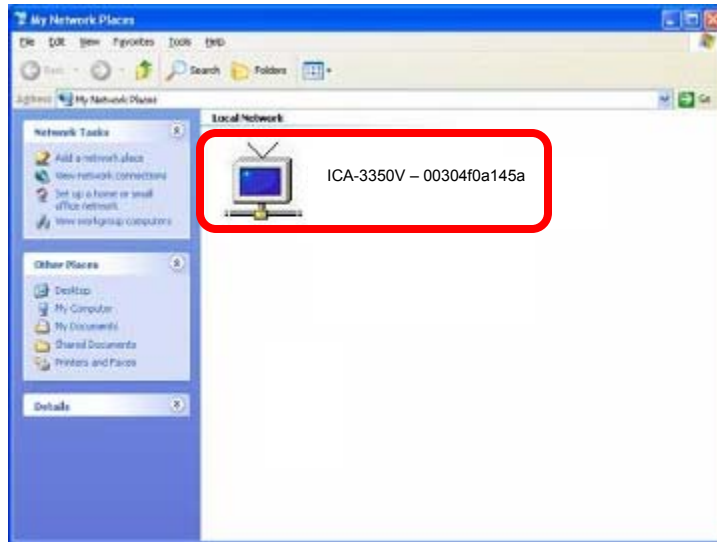 My Network Places
File Edit View Favorites Tools Help
Back Search Folders
Address My Network Places Go
Local Network
Network Tasks
Add a network place
View network connections
Set up a home or small
office network
View workgroup computers
ICA-3350V – 00304f0a145a
Other Places
Desktop
My Computer
My Documents
Shared Documents
Printers and Faxes
Details